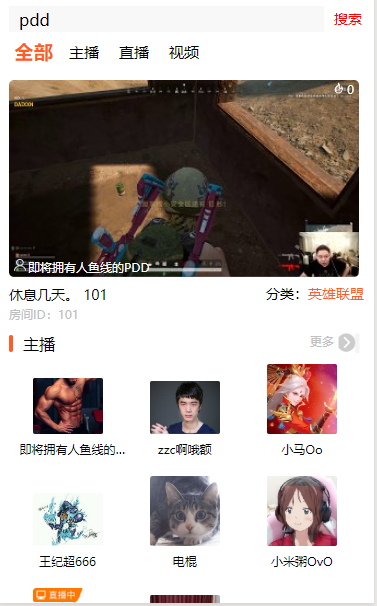 pdd 搜索
全部 主播 直播 视频
DADDIN
0
即将拥有人鱼线的PDD
休息几天。 101 分类：英雄联盟
房间ID：101
主播 更多
即将拥有人鱼线的... zzc啊哦额 小马Oo
王纪超666 电棍 小米粥OvO
直播中